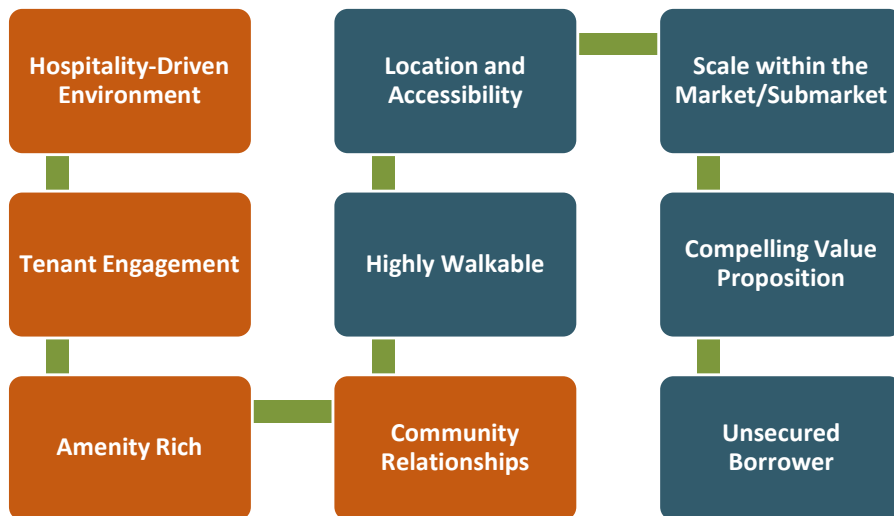 Hospitality-Driven
Environment
Tenant Engagement
Amenity Rich
Community
Relationships
Highly Walkable
Location and
Accessibility
Scale within the
Market/Submarket
Compelling Value
Proposition
Unsecured
Borrower